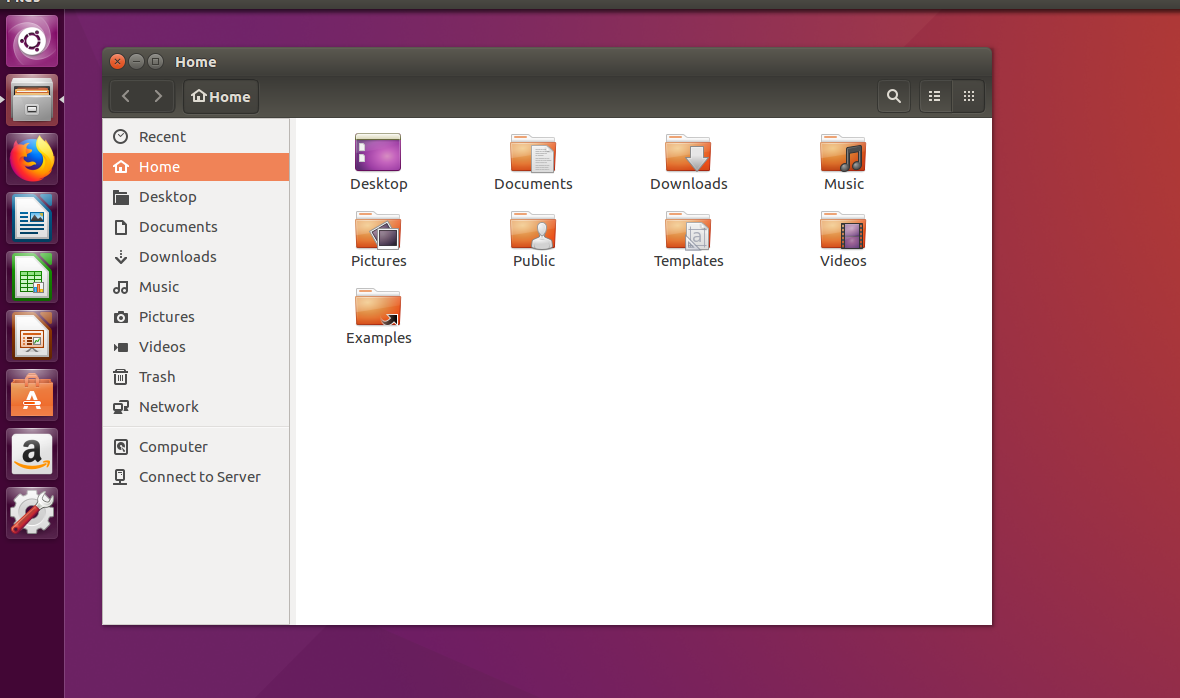 Files
Home
Home
Recent
Home
Desktop
Documents
Downloads
Music
Pictures
Videos
Trash
Network
Computer
Connect to Server
Desktop
Documents
Downloads
Music
Pictures
Public
Templates
Videos
Examples